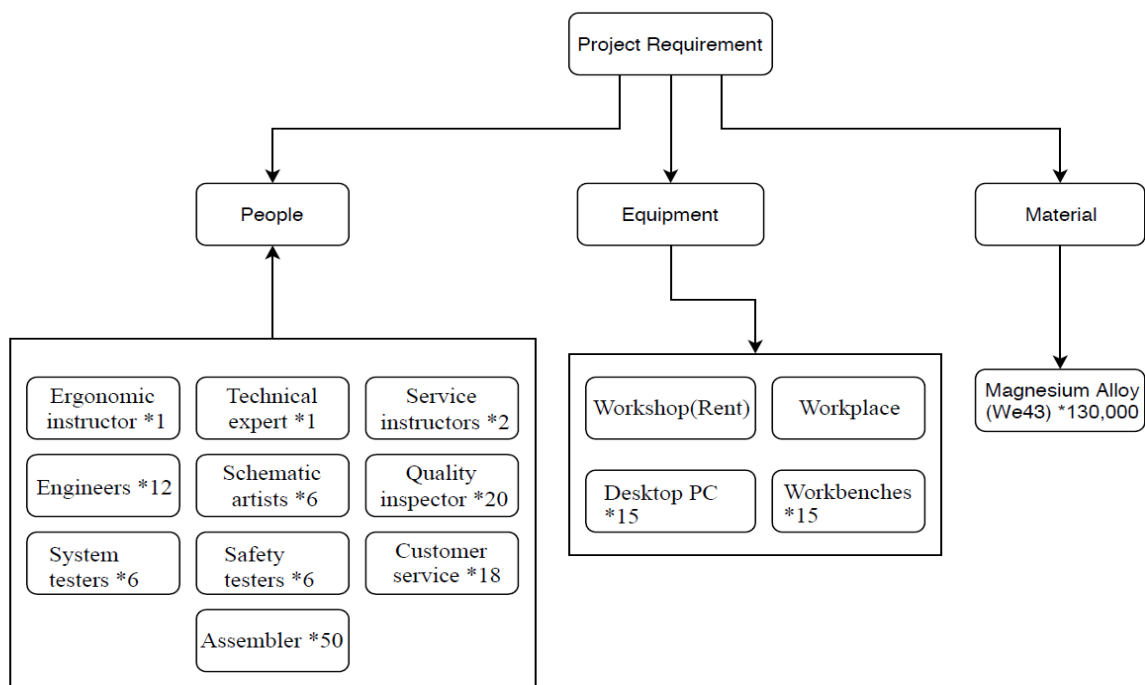 Project Requirement
People
Equipment
Material
Ergonomic
instructor *1
Technical
expert *1
Service
instructors *2
Engineers *12
Schematic
artists *6
Quality
inspector *20
System
testers *6
Safety
testers *6
Customer
service *18
Assembler *50
Workshop(Rent)
Workplace
Desktop PC
*15
Workbenches
*15
Magnesium Alloy
(We43) *130,000